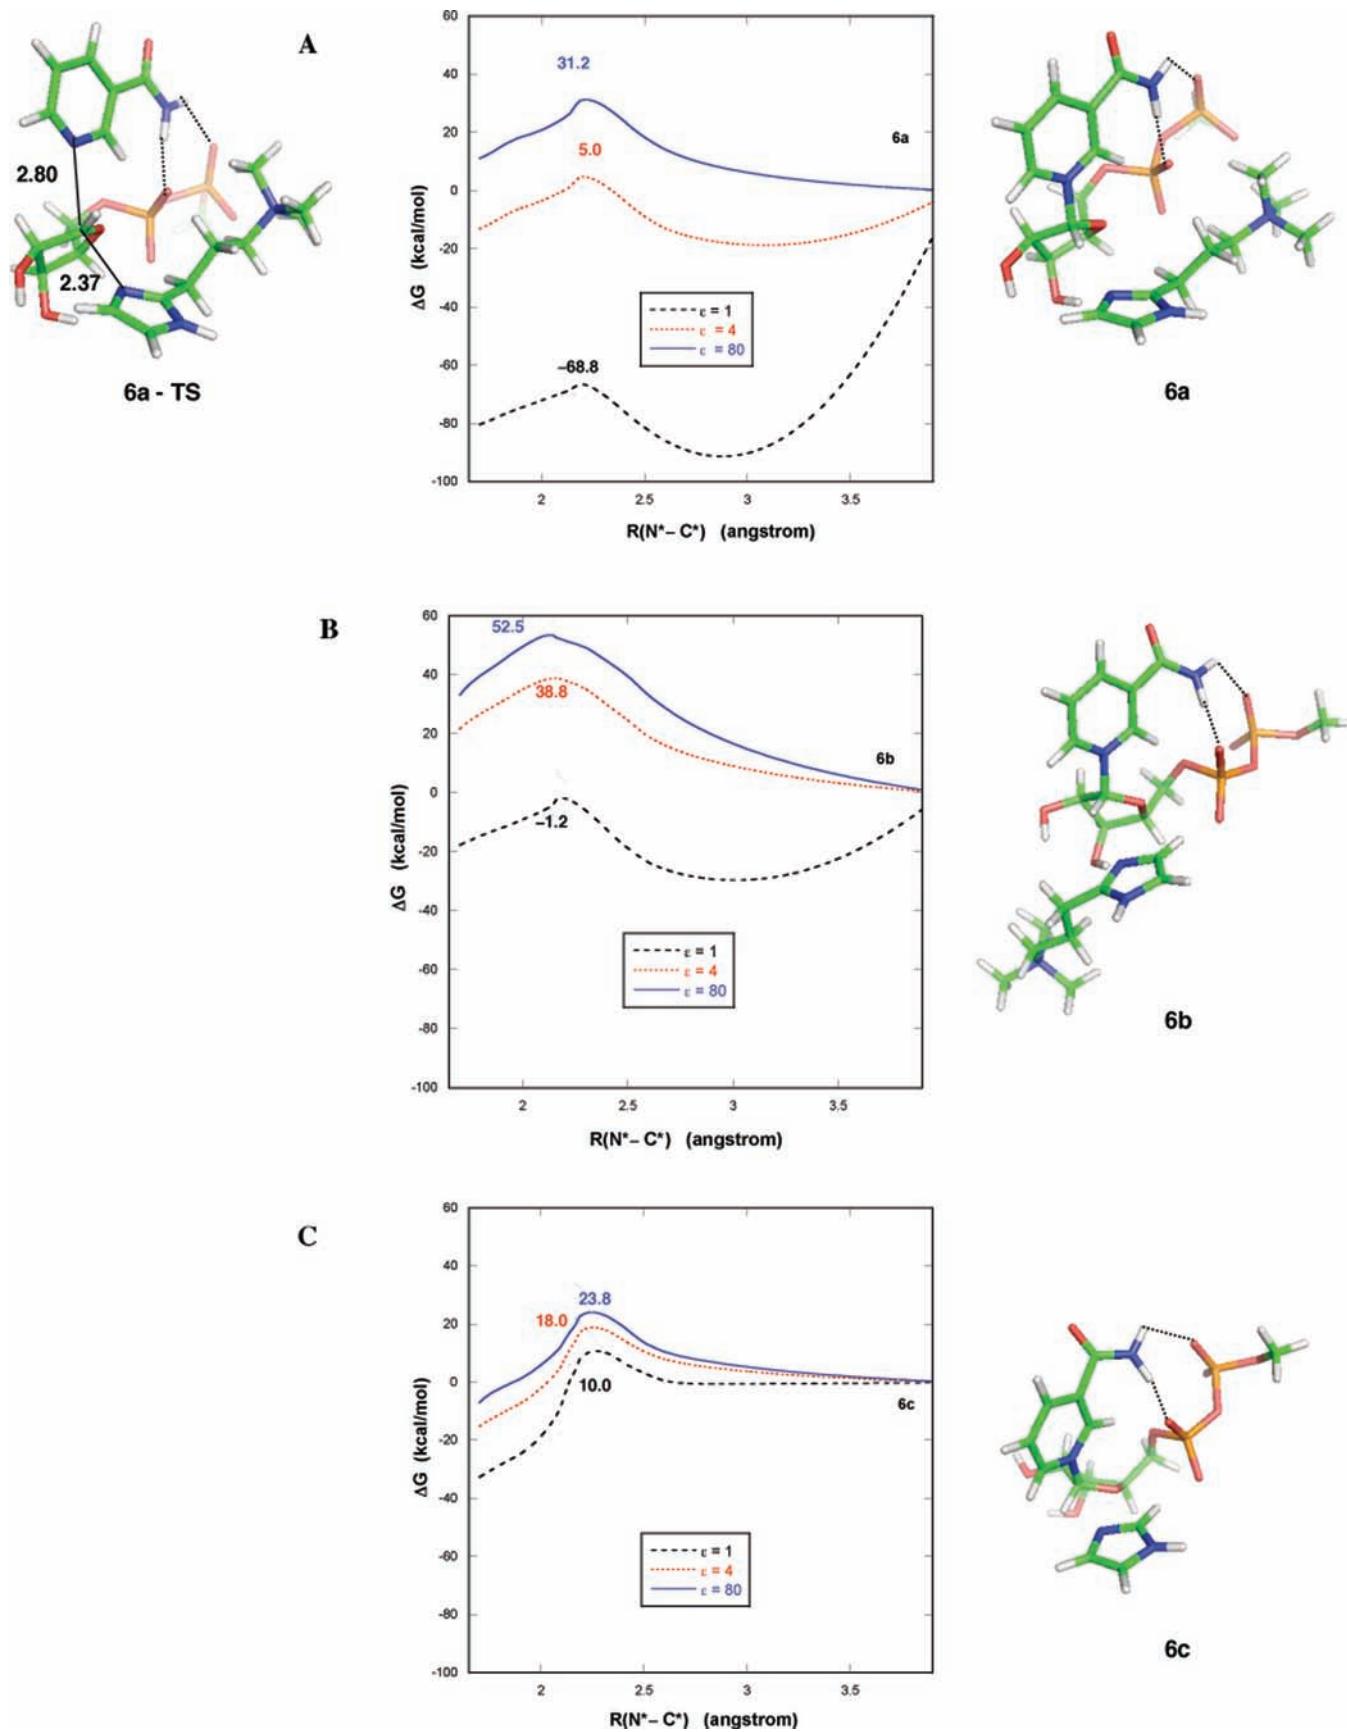 A
2.80
2.37
6a - TS
60
40
20
0
-20
-40
-60
-80
-100
ΔG (kcal/mol)
31.2
5.0
6a
ε = 1
ε = 4
ε = 80
–68.8
2
2.5
3
3.5
R(N*– C*) (angstrom)
6a
B
60
40
20
0
-20
-40
-60
-80
-100
ΔG (kcal/mol)
52.5
38.8
6b
–1.2
ε = 1
ε = 4
ε = 80
2
2.5
3
3.5
R(N*– C*) (angstrom)
6b
C
60
40
20
0
-20
-40
-60
-80
-100
ΔG (kcal/mol)
23.8
18.0
10.0
6c
ε = 1
ε = 4
ε = 80
2
2.5
3
3.5
R(N*– C*) (angstrom)
6c